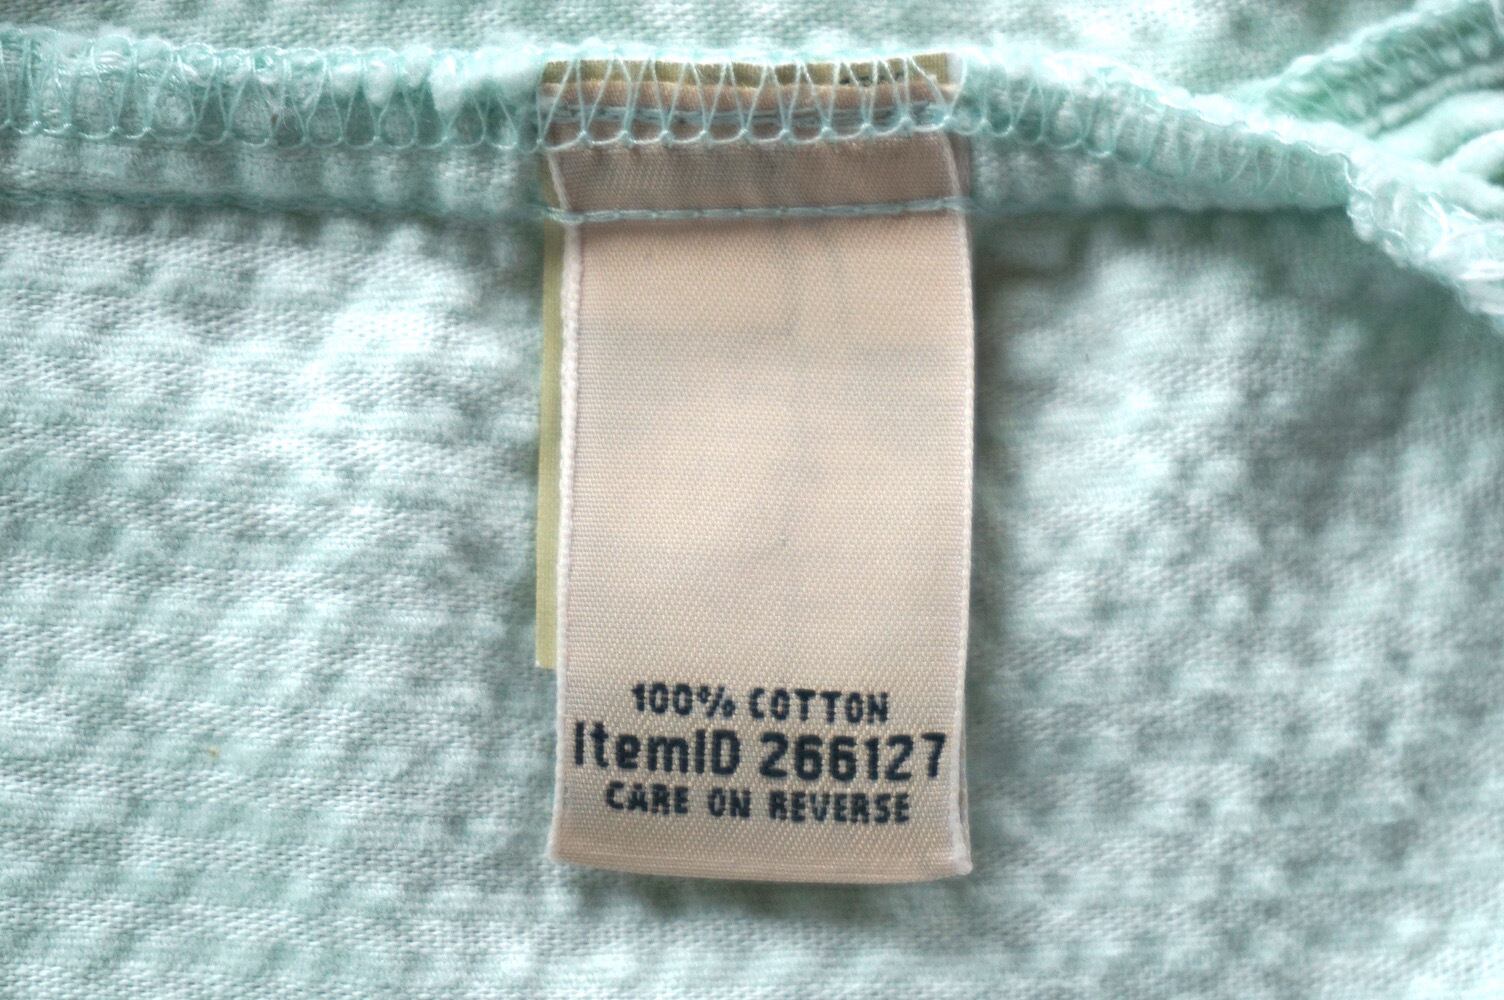 100% COTTON
ItemID 266127
CARE ON REVERSE